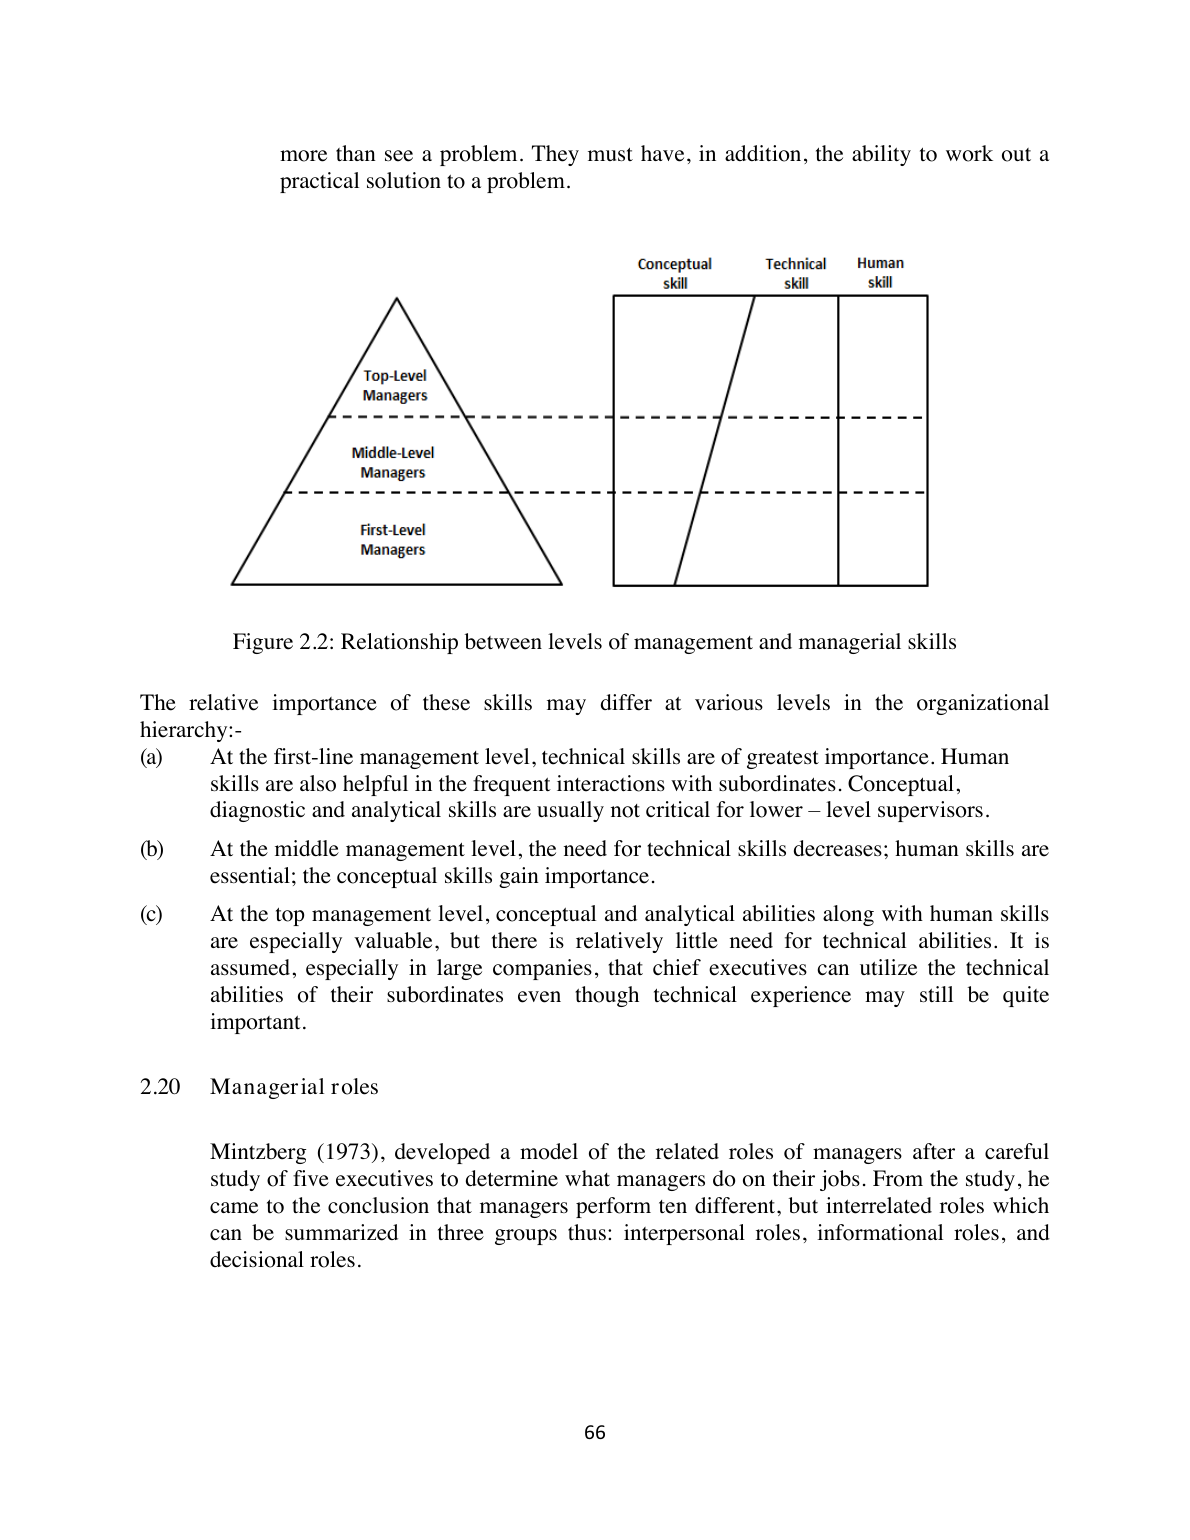 more than see a problem. They must have, in addition, the ability to work out a
practical solution to a problem.
Conceptual
skill
Technical
skill
Human
skill
Top-Level
Managers
Middle-Level
Managers
First-Level
Managers
Figure 2.2: Relationship between levels of management and managerial skills
The relative importance of these skills may differ at various levels in the organizational
hierarchy:-
(a) At the first-line management level, technical skills are of greatest importance. Human
skills are also helpful in the frequent interactions with subordinates. Conceptual,
diagnostic and analytical skills are usually not critical for lower – level supervisors.
(b) At the middle management level, the need for technical skills decreases; human skills are
essential; the conceptual skills gain importance.
(c) At the top management level, conceptual and analytical abilities along with human skills
are especially valuable, but there is relatively little need for technical abilities. It is
assumed, especially in large companies, that chief executives can utilize the technical
abilities of their subordinates even though technical experience may still be quite
important.
2.20 Managerial roles
Mintzberg (1973), developed a model of the related roles of managers after a careful
study of five executives to determine what managers do on their jobs. From the study, he
came to the conclusion that managers perform ten different, but interrelated roles which
can be summarized in three groups thus: interpersonal roles, informational roles, and
decisional roles.
66